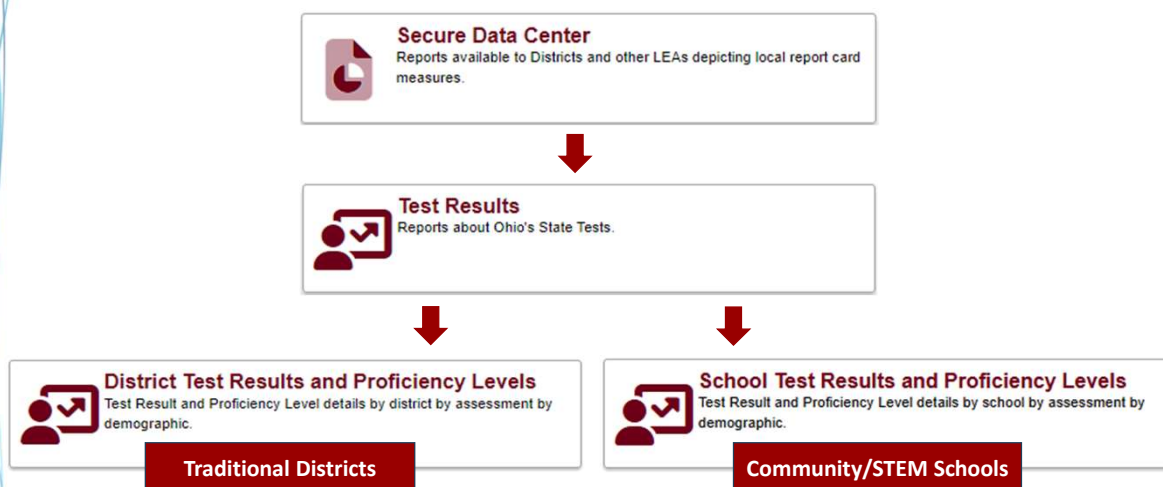 Secure Data Center
Reports available to Districts and other LEAs depicting local report card
measures.
Test Results
Reports about Ohio's State Tests.
District Test Results and Proficiency Levels
Test Result and Proficiency Level details by district by assessment by
demographic.
Traditional Districts
School Test Results and Proficiency Levels
Test Result and Proficiency Level details by school by assessment by
demographic.
Community/STEM Schools